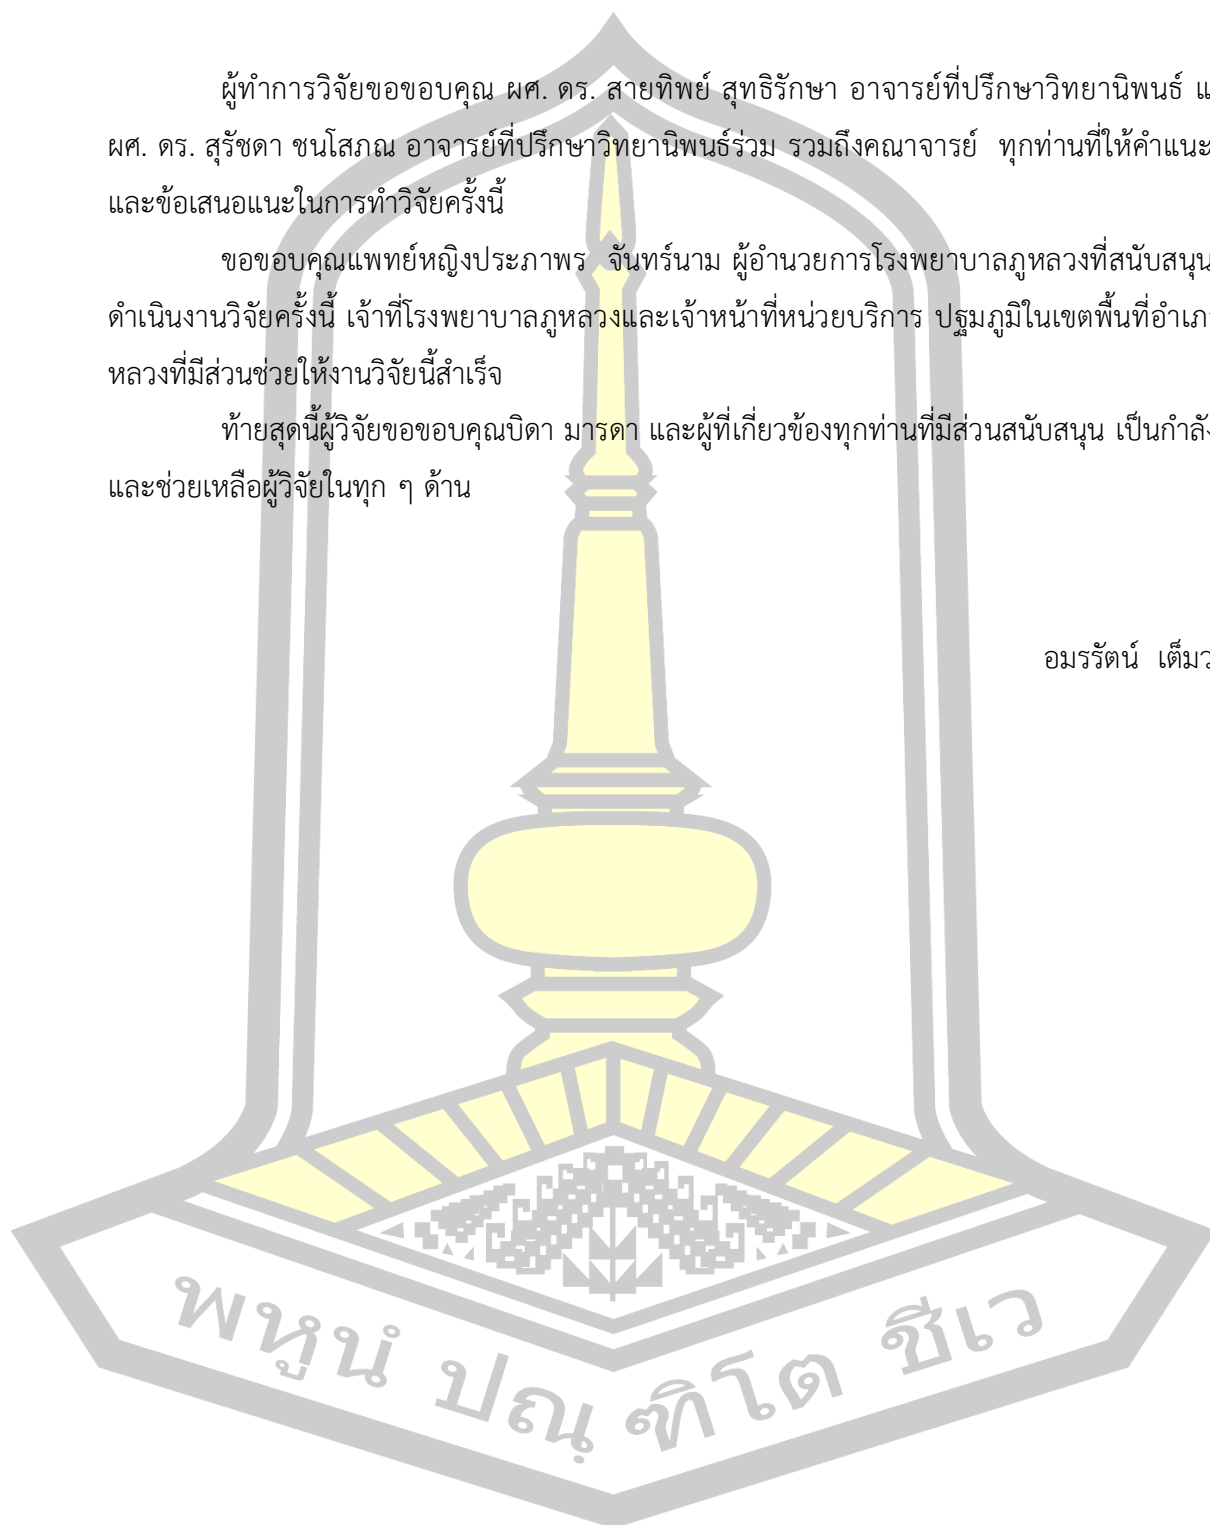 ผู้ทำการวิจัยขอขอบคุณ ผศ. ดร. สายทิพย์ สุทธิรักษา อาจารย์ที่ปรึกษาวิทยานิพนธ์
ผศ. ดร. สุรัชดา ชนโสภณ อาจารย์ที่ปรึกษาวิทยานิพนธ์ร่วม รวมถึงคณาจารย์ ทุกท่านที่ให้คำแนะ
และข้อเสนอแนะในการทำวิจัยครั้งนี้
ขอขอบคุณแพทย์หญิงประภาพร จันทร์นาม ผู้อำนวยการโรงพยาบาลภูหลวงที่สนับสนุน
ดำเนินงานวิจัยครั้งนี้ เจ้าที่โรงพยาบาลภูหลวงและเจ้าหน้าที่หน่วยบริการ ปฐมภูมิในเขตพื้นที่อำเภอ
หลวงที่มีส่วนช่วยให้งานวิจัยนี้สำเร็จ
ท้ายสุดนี้ผู้วิจัยขอขอบคุณบิดา มารดา และผู้ที่เกี่ยวข้องทุกท่านที่มีส่วนสนับสนุน เป็นกำลัง
และช่วยเหลือผู้วิจัยในทุก ๆ ด้าน
อมรรัตน์ เต็มว
พหูนํ ปณฺฑิโต ชีเว